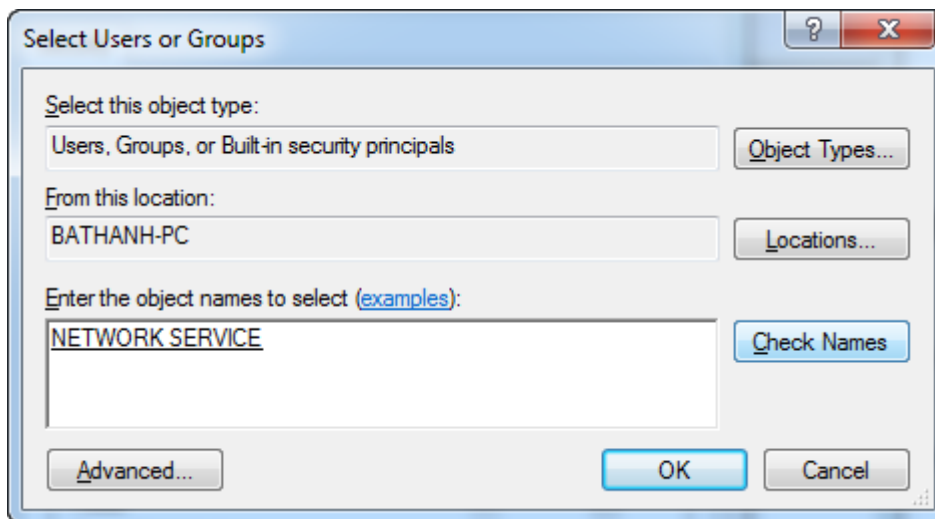 Select Users or Groups
Select this object type:
Users, Groups, or Built-in security principals
Object Types...
From this location:
BATHANH-PC
Locations...
Enter the object names to select (examples):
NETWORK SERVICE
Check Names
Advanced...
OK
Cancel